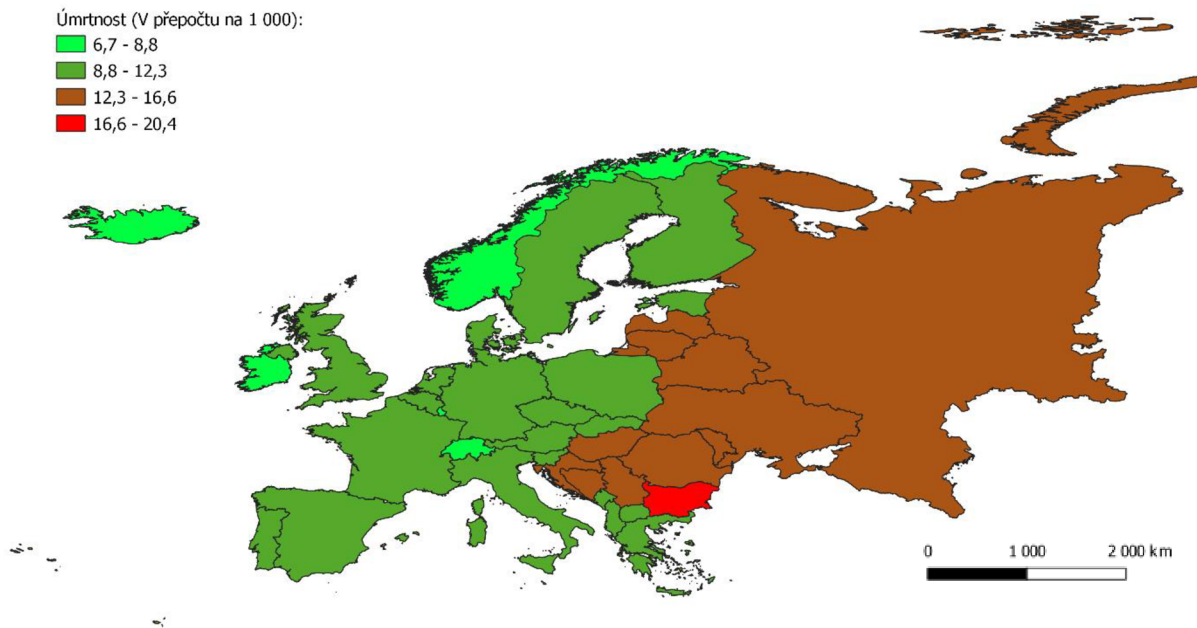 Úmrtnost (V přepočtu na 1 000):
6,7 - 8,8
8,8 - 12,3
12,3 - 16,6
16,6 - 20,4
0 1 000 2 000 km